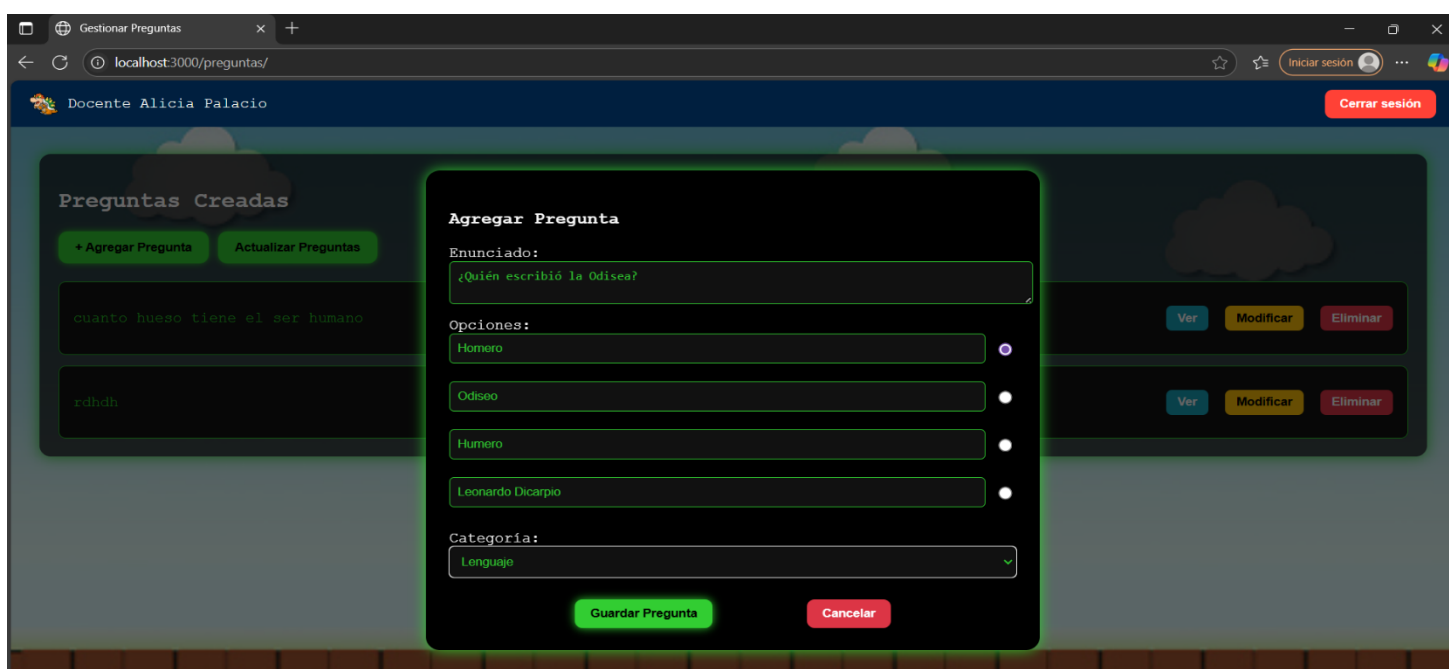 Gestionar Preguntas
localhost:3000/preguntas/
Iniciar sesión
Docente Alicia Palacio
Cerrar sesión
Preguntas Creadas
+ Agregar Pregunta Actualizar Preguntas
cuanto hueso tiene el ser humano
Ver Modificar Eliminar
rdhdh
Ver Modificar Eliminar
Agregar Pregunta
Enunciado:
¿Quién escribió la Odisea?
Opciones:
Homero
Odiseo
Humero
Leonardo Dicarpio
Categoría:
Lenguaje
Guardar Pregunta Cancelar